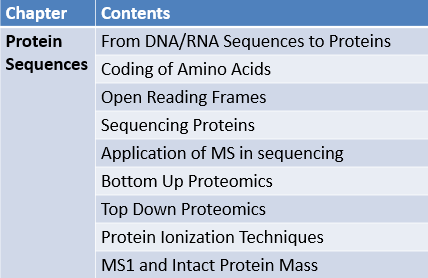 Chapter Contents
Protein Sequences From DNA/RNA Sequences to Proteins
Coding of Amino Acids
Open Reading Frames
Sequencing Proteins
Application of MS in sequencing
Bottom Up Proteomics
Top Down Proteomics
Protein Ionization Techniques
MS1 and Intact Protein Mass